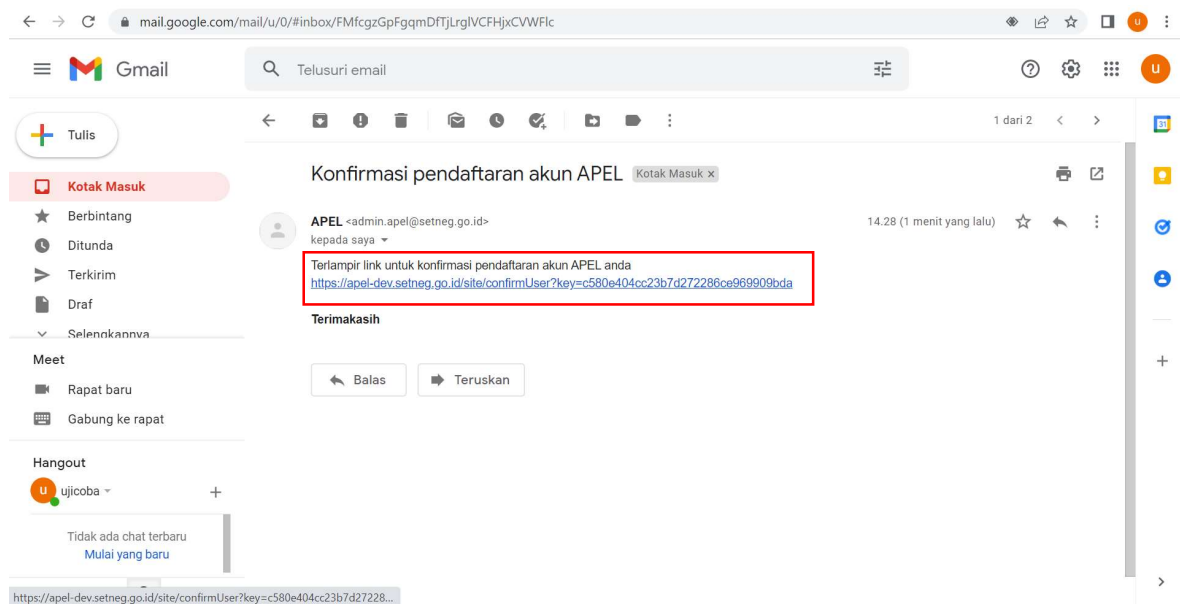 mail.google.com/mail/u/0/#inbox/FMfcgzGpFgqmDfTjLrglVCFHjxCVWFlc
u
Gmail
Telusuri email
u
Tulis
1 dari 2
31
Konfirmasi pendaftaran akun APEL Kotak Masuk x
Kotak Masuk
Berbintang
Ditunda
Terkirim
Draf
Selengkapnya
APEL <admin.apel@setneg.go.id>
14.28 (1 menit yang lalu)
kepada saya
Terlampir link untuk konfirmasi pendaftaran akun APEL anda
https://apel-dev.setneg.go.id/site/confirmUser?key=c580e404cc23b7d272286ce969909bda
Terimakasih
Balas
Teruskan
Meet
Rapat baru
Gabung ke rapat
Hangout
u
ujicoba
Tidak ada chat terbaru
Mulai yang baru
https://apel-dev.setneg.go.id/site/confirmUser?key=c580e404cc23b7d27228...